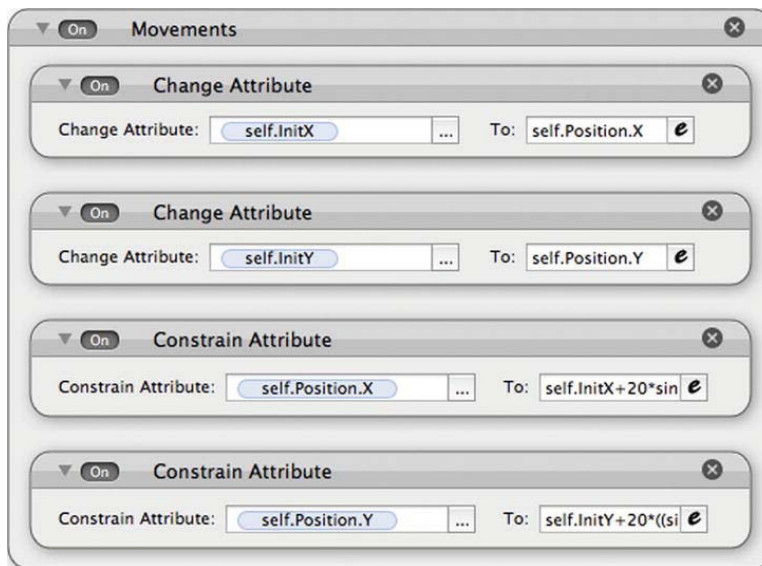 On Movements
On Change Attribute
Change Attribute: self.InitX ... To: self.Position.X e
On Change Attribute
Change Attribute: self.InitY ... To: self.Position.Y e
On Constrain Attribute
Constrain Attribute: self.Position.X ... To: self.InitX+20*sin e
On Constrain Attribute
Constrain Attribute: self.Position.Y ... To: self.InitY+20*((si e